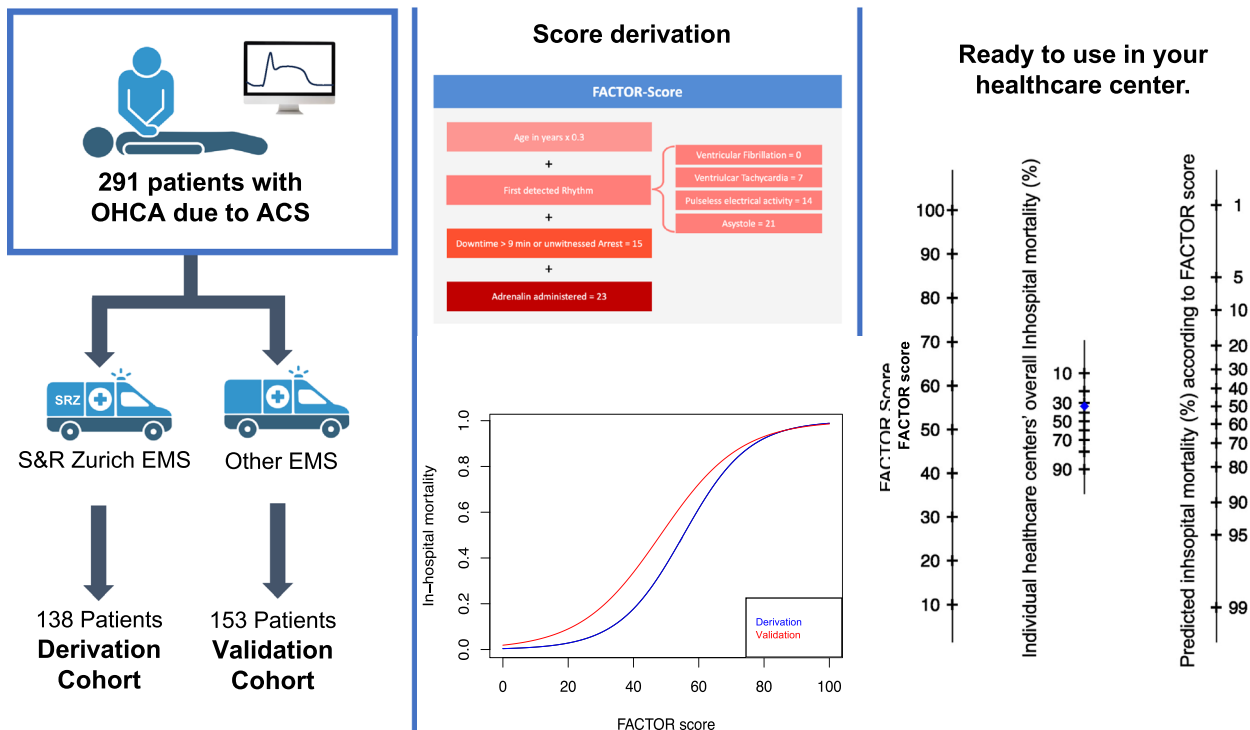 291 patients with
OHCA due to ACS
SRZ
S&R Zurich EMS
Other EMS
138 Patients
Derivation
Cohort
153 Patients
Validation
Cohort
Score derivation
FACTOR-Score
Age in years x 0.3
+
First detected Rhythm
+
Downtime > 9 min or unwitnessed Arrest = 15
+
Adrenalin administered = 23
Ventricular Fibrillation = 0
Ventriulcar Tachycardia = 7
Pulseless electrical activity = 14
Asystole = 21
In-hospital mortality
1.0
0.8
0.6
0.4
0.2
0.0
Derivation
Validation
0 20 40 60 80 100
FACTOR score
Ready to use in your
healthcare center.
FACTOR Score
FACTOR score
100
90
80
70
60
50
40
30
20
10
Individual healthcare centers' overall Inhospital mortality (%)
10
30
50
70
90
Predicted inhsopital mortality (%) according to FACTOR score
1
5
10
20
30
40
50
60
70
80
90
95
99